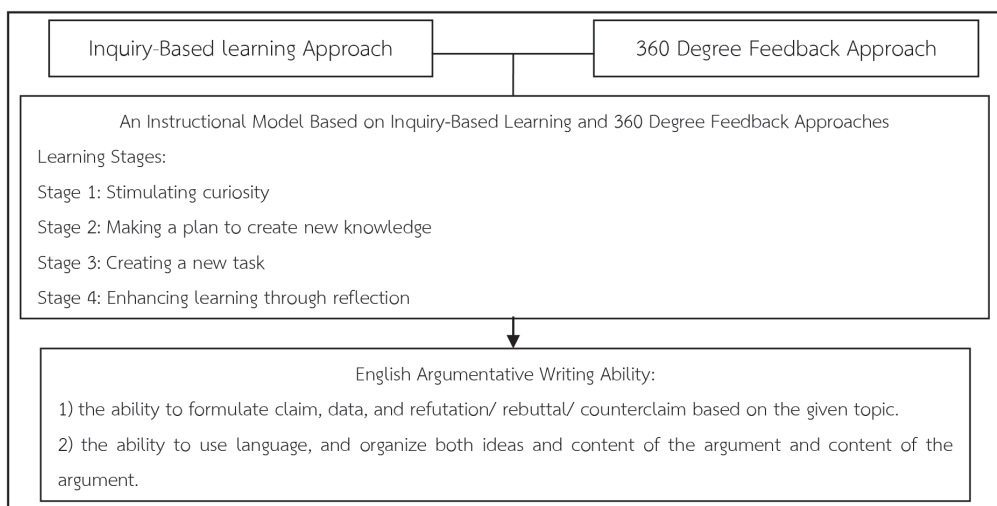 Inquiry-Based learning Approach
360 Degree Feedback Approach
An Instructional Model Based on Inquiry-Based Learning and 360 Degree Feedback Approaches
Learning Stages:
Stage 1: Stimulating curiosity
Stage 2: Making a plan to create new knowledge
Stage 3: Creating a new task
Stage 4: Enhancing learning through reflection
English Argumentative Writing Ability:
1) the ability to formulate claim, data, and refutation/ rebuttal/ counterclaim based on the given topic.
2) the ability to use language, and organize both ideas and content of the argument and content of the
argument.